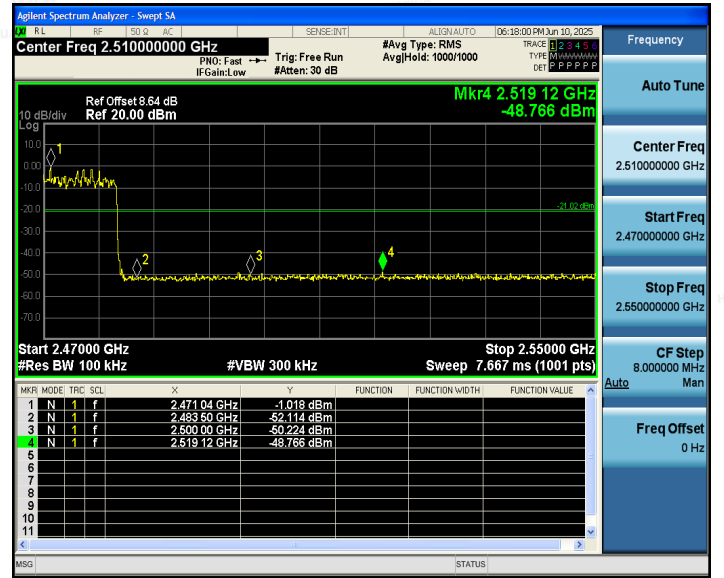 Agilent Spectrum Analyzer - Swept SA
LXI RL RF 50 Ω AC SENSE:INT ALIGNAUTO 06:18:00 PM Jun 10, 2025
Center Freq 2.510000000 GHz #Avg Type: RMS TRACE 1 2 3 4 5 6
PNO: Fast Trig: Free Run Avg|Hold: 1000/1000 TYPE MWWWWW
IFGain:Low #Atten: 30 dB DET P P P P P P
Mkr4 2.519 12 GHz
Ref Offset 8.64 dB
-48.766 dBm
10 dB/div Ref 20.00 dBm
Log
10.0
1
0.00
-10.0
-20.0
-21.02 dBm
-30.0
-40.0
2 3 4
-50.0
-60.0
-70.0
Start 2.47000 GHz Stop 2.55000 GHz
#Res BW 100 kHz #VBW 300 kHz Sweep 7.667 ms (1001 pts)
MKR MODE TRC SCL X Y FUNCTION FUNCTION WIDTH FUNCTION VALUE
1 N 1 f 2.471 04 GHz -1.018 dBm
2 N 1 f 2.483 50 GHz -52.114 dBm
3 N 1 f 2.500 00 GHz -50.224 dBm
4 N 1 f 2.519 12 GHz -48.766 dBm
5
6
7
8
9
10
11
MSG STATUS
Frequency
Auto Tune
Center Freq
2.510000000 GHz
Start Freq
2.470000000 GHz
Stop Freq
2.550000000 GHz
CF Step
8.000000 MHz
Auto Man
Freq Offset
0 Hz